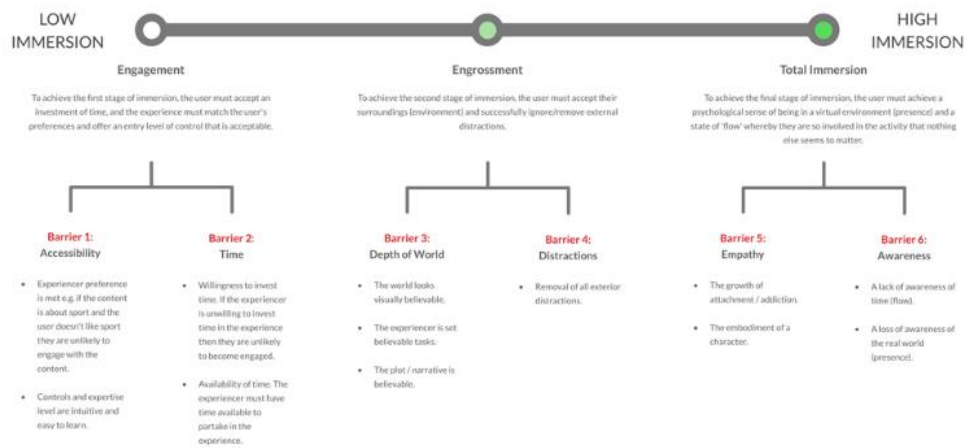 LOW
IMMERSION
HIGH
IMMERSION
Engagement
To achieve the first stage of immersion, the user must accept an
investment of time, and the experience must match the user's
preferences and offer an entry level of control that is acceptable.
Engrossment
To achieve the second stage of immersion, the user must accept their
surroundings (environment) and successfully ignore/remove external
distractions.
Total Immersion
To achieve the final stage of immersion, the user must achieve a
psychological sense of being in a virtual environment (presence) and a
state of 'flow' whereby they are so involved in the activity that nothing
else seems to matter.
Barrier 1:
Accessibility
• Experiencer preference
is met e.g. if the content
is about sport and the
user doesn't like sport
they are unlikely to
engage with the
content.
• Controls and expertise
level are intuitive and
easy to learn.
Barrier 2:
Time
• Willingness to invest
time. If the experiencer
is unwilling to invest
time in the experience
then they are unlikely
to become engaged.
• Availability of time. The
experiencer must have
time available to
partake in the
experience.
Barrier 3:
Depth of World
• The world looks
visually believable.
• The experiencer is set
believable tasks.
• The plot / narrative is
believable.
Barrier 4:
Distractions
• Removal of all exterior
distractions.
Barrier 5:
Empathy
• The growth of
attachment / addiction.
• The embodiment of a
character.
Barrier 6:
Awareness
• A lack of awareness of
time (flow).
• A loss of awareness of
the real world
(presence).